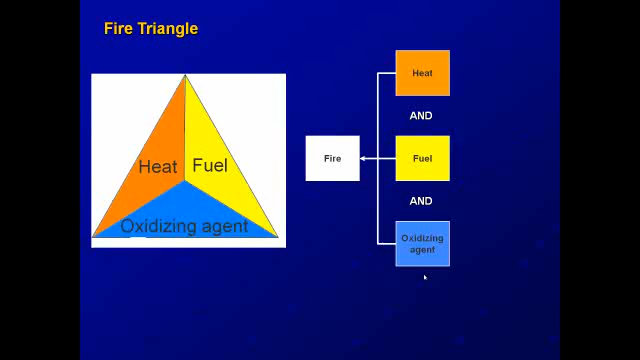 Fire Triangle
Heat
Fuel
Oxidizing agent
Heat
AND
Fire
Fuel
AND
Oxidizing
agent